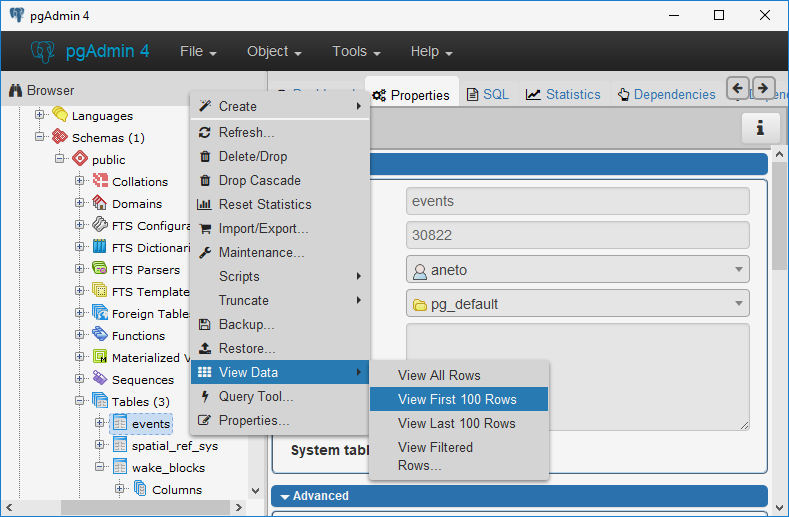 pgAdmin 4
pgAdmin 4 File Object Tools Help
Browser
Properties SQL Statistics Dependencies
Languages
Schemas (1)
public
Collations
Domains
FTS Configura
FTS Dictionari
FTS Parsers
FTS Template
Foreign Table
Functions
Materialized V
Sequences
Tables (3)
events
spatial_ref_sys
wake_blocks
Columns
Create
Refresh...
Delete/Drop
Drop Cascade
Reset Statistics
Import/Export...
Maintenance...
Scripts
Truncate
Backup...
Restore...
View Data
Query Tool...
Properties...
View All Rows
View First 100 Rows
View Last 100 Rows
View Filtered
Rows...
events
30822
aneto
pg_default
System tabl
Advanced